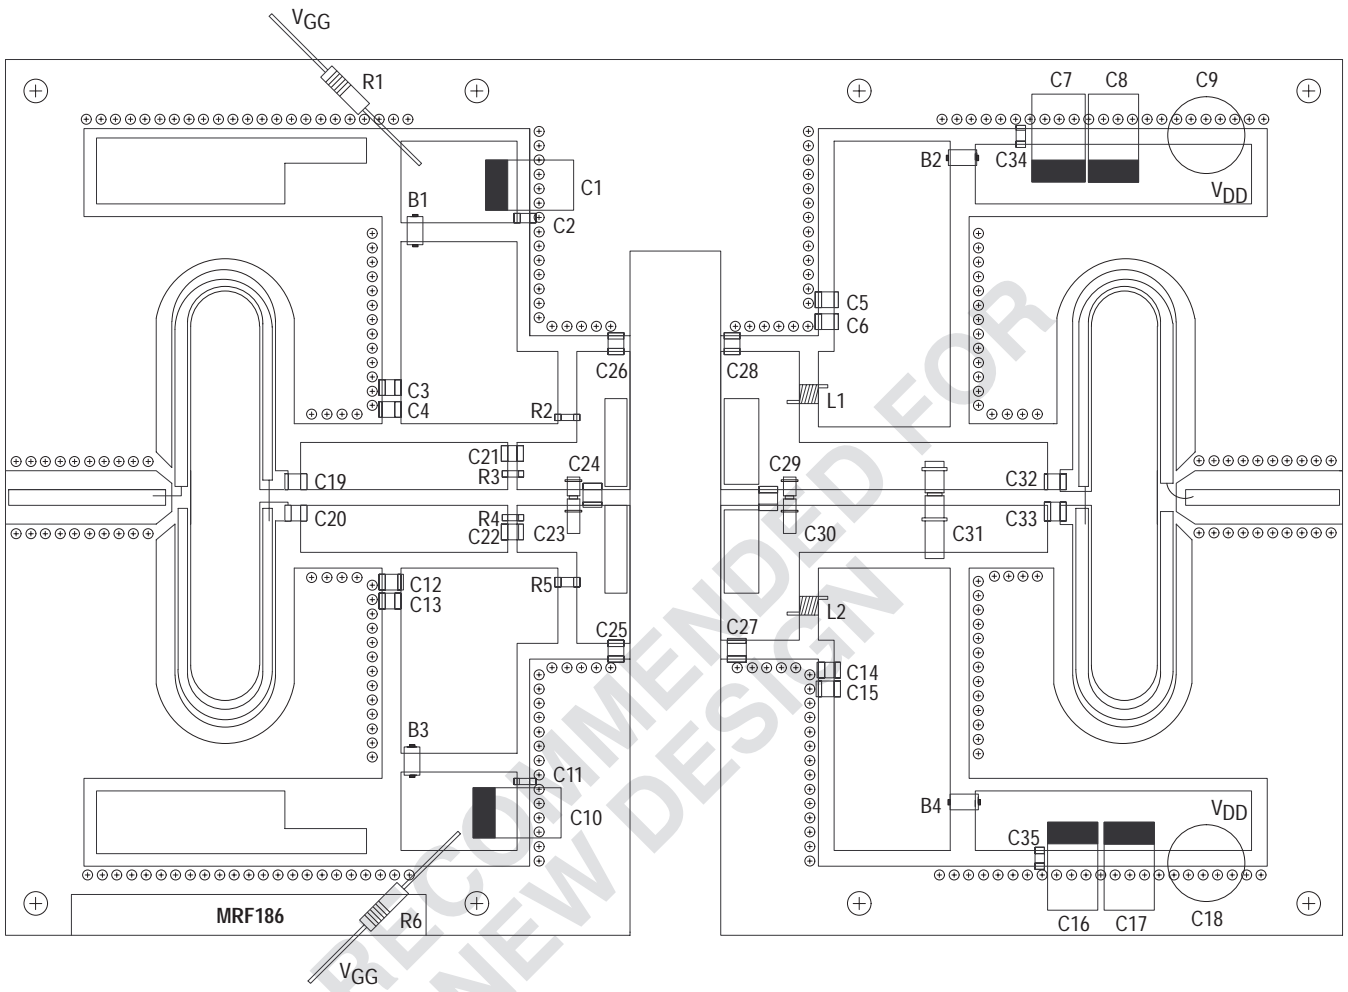 VGG
R1
C7
C8
C9
B2
C34
VDD
C1
B1
C2
C5
C6
C26
C28
C3
C4
R2
L1
C21
C24
C29
R3
C19
C32
C20
R4
C33
C22
C23
C30
C31
C12
R5
C13
L2
C25
C27
C14
C15
B3
C11
C10
B4
VDD
C35
MRF186
R6
C16
C17
C18
VGG
RECOMMENDED FOR
NEW DESIGN